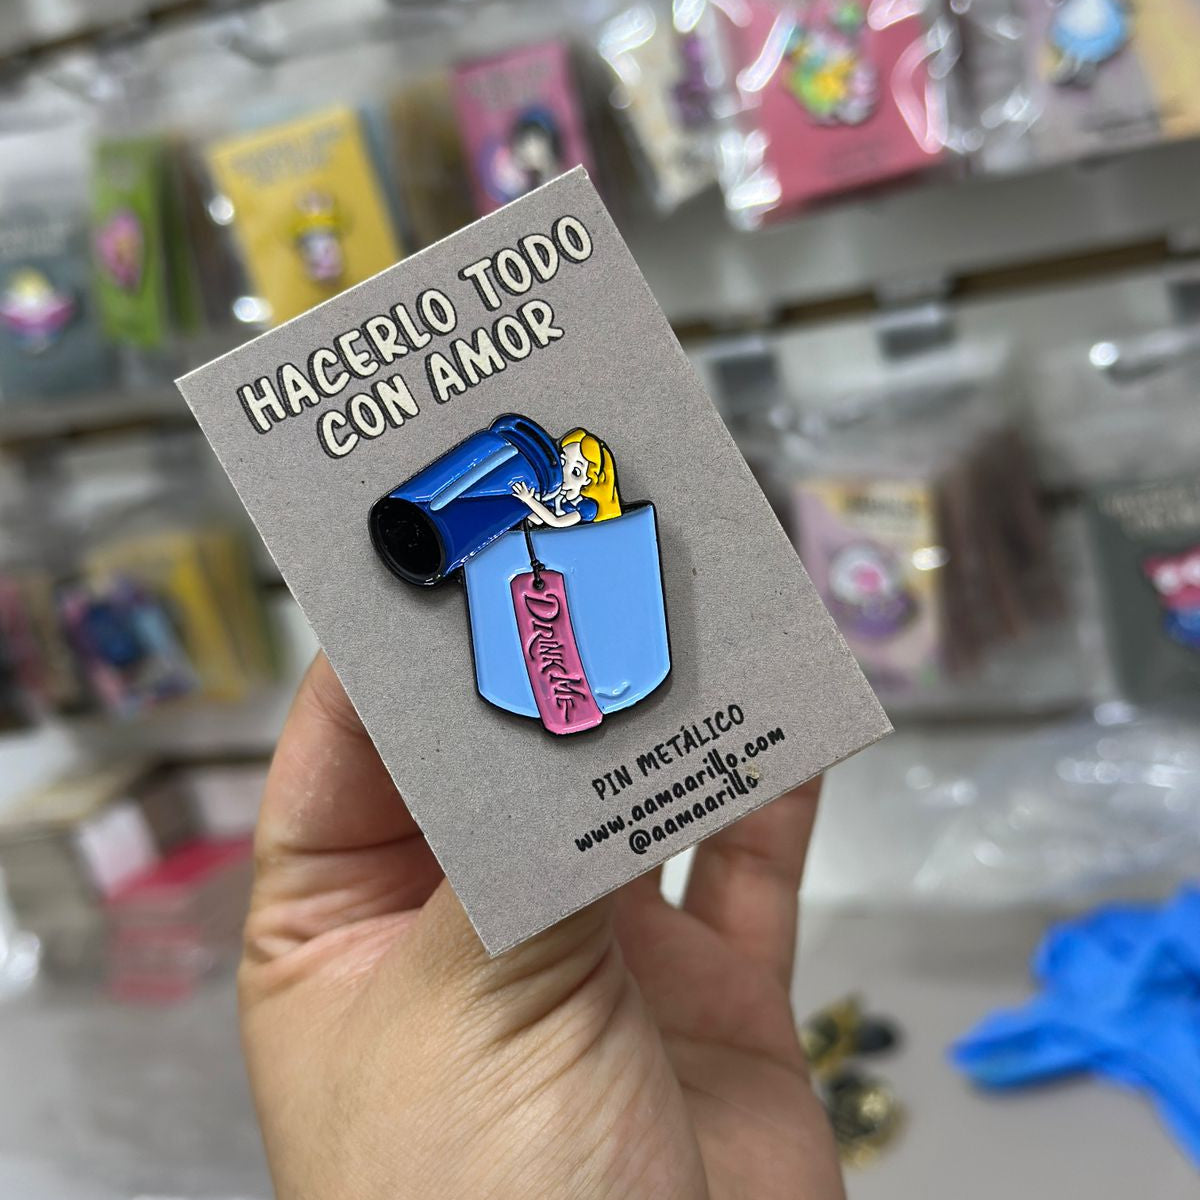 HACERLO TODO
CON AMOR
DRINK ME
PIN METÁLICO
www.aamaarillo.com
@aamaarillo